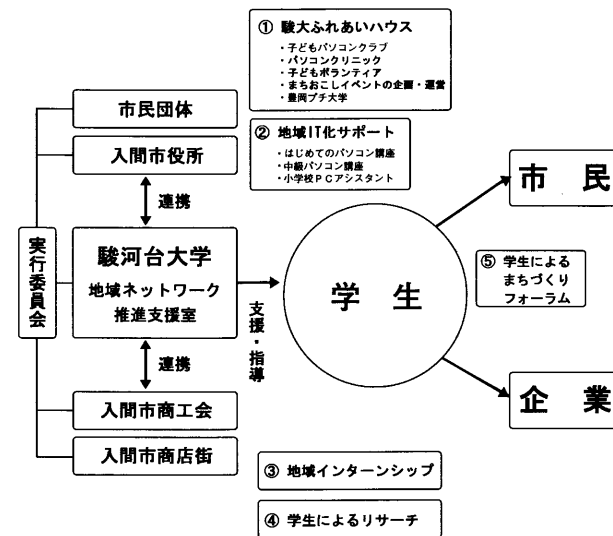 ① 駿大ふれあいハウス
・子どもパソコンクラブ
・パソコンクリニック
・子どもボランティア
・まちおこしイベントの企画・運営
・豊岡プチ大学
② 地域IT化サポート
・はじめてのパソコン講座
・中級パソコン講座
・小学校PCアシスタント
市民団体
入間市役所
連携
実行委員会
駿河台大学
地域ネットワーク
推進支援室
連携
入間市商工会
入間市商店街
支援・指導
学 生
市 民
⑤ 学生による
まちづくり
フォーラム
企 業
③ 地域インターンシップ
④ 学生によるリサーチ